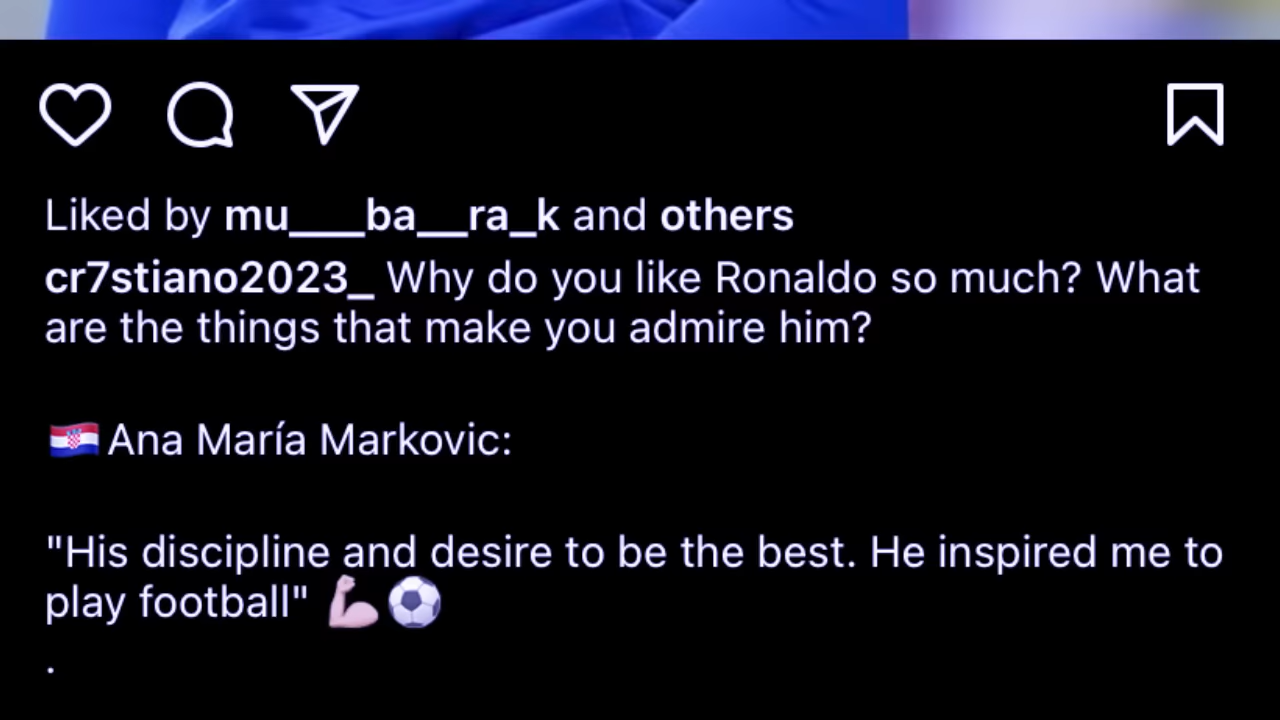 Liked by mu___ba__ra_k and others
cr7stiano2023_ Why do you like Ronaldo so much? What
are the things that make you admire him?
🇭🇷Ana María Markovic:
"His discipline and desire to be the best. He inspired me to
play football" 💪🏻⚽
.